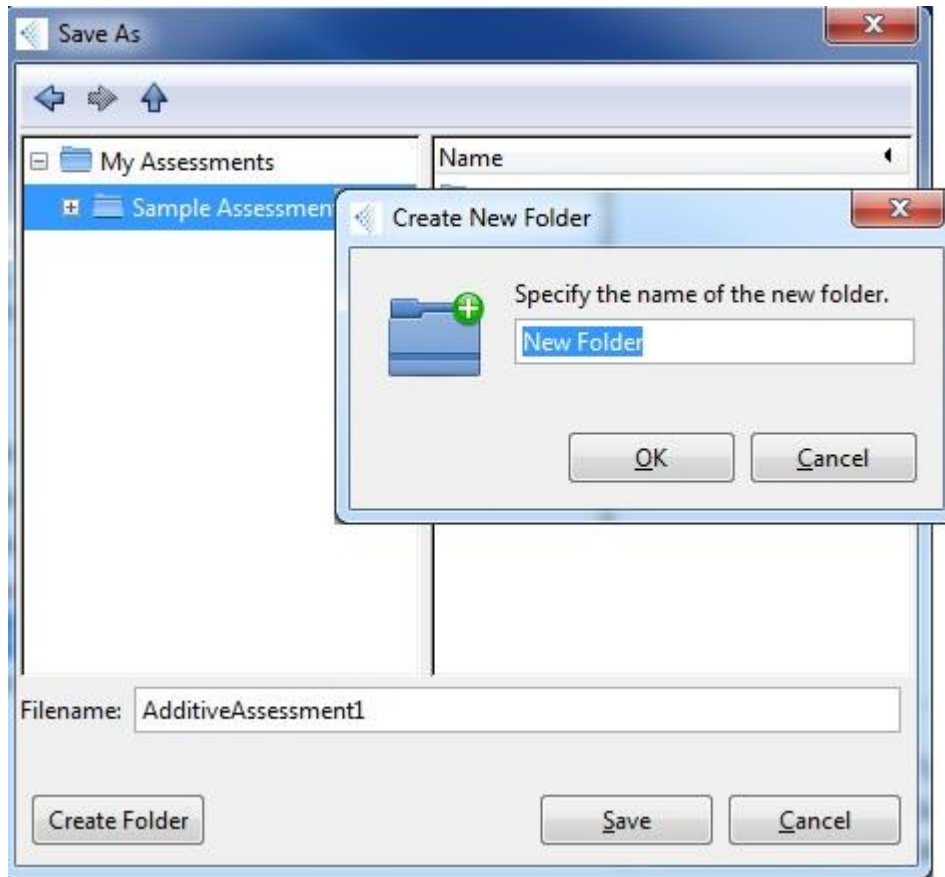 Save As
My Assessments
Name
Sample Assessmen
Create New Folder
Specify the name of the new folder.
New Folder
OK
Cancel
Filename: AdditiveAssessment1
Create Folder
Save
Cancel